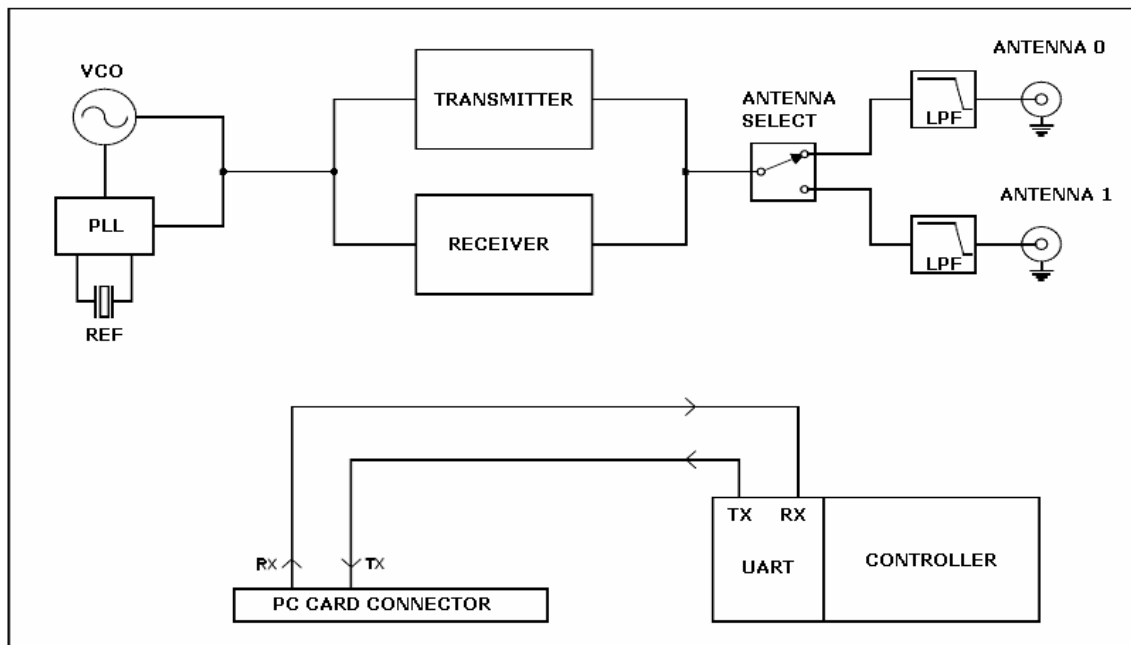 ANTENNA 0
VCO
TRANSMITTER
ANTENNA
SELECT
LPF
ANTENNA 1
PLL
RECEIVER
LPF
REF
TX RX
RX TX
UART
CONTROLLER
PC CARD CONNECTOR